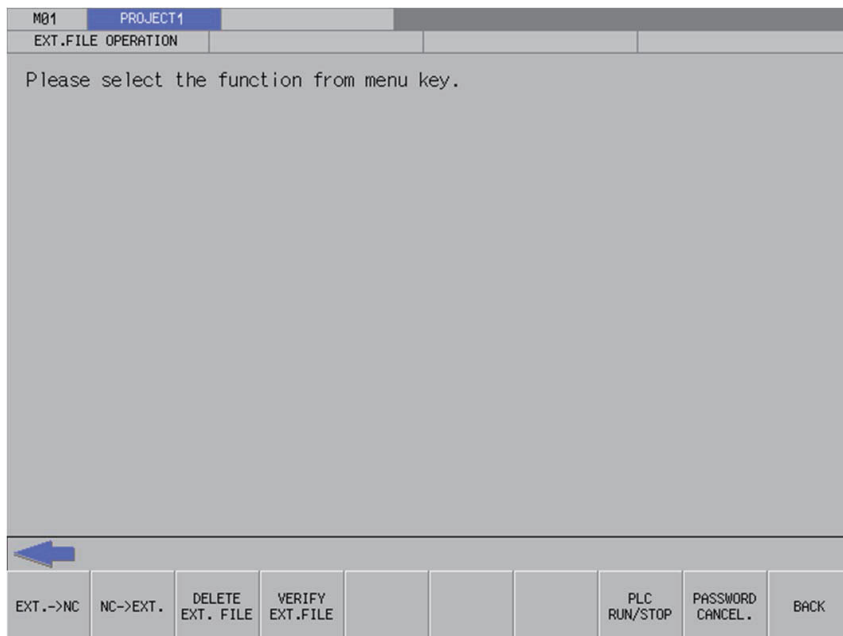 M01 PROJECT1
EXT.FILE OPERATION
Please select the function from menu key.
EXT.->NC NC->EXT. DELETE EXT. FILE VERIFY EXT.FILE PLC RUN/STOP PASSWORD CANCEL. BACK